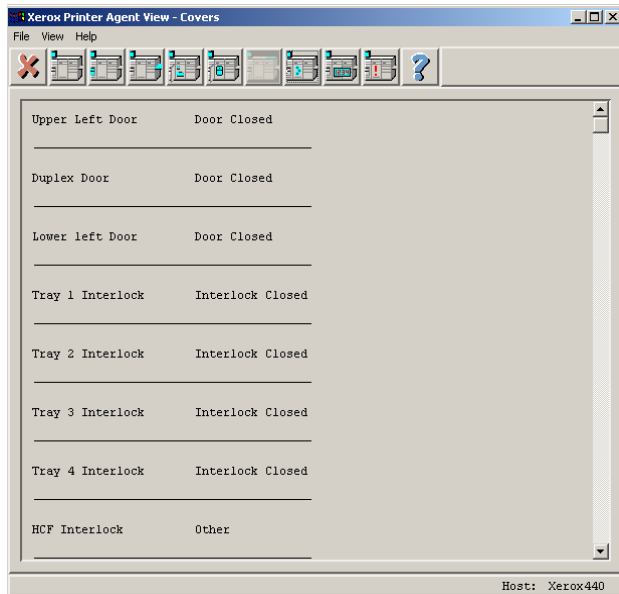 Xerox Printer Agent View - Covers
File View Help
1234
Upper Left Door Door Closed
Duplex Door Door Closed
Lower left Door Door Closed
Tray 1 Interlock Interlock Closed
Tray 2 Interlock Interlock Closed
Tray 3 Interlock Interlock Closed
Tray 4 Interlock Interlock Closed
HCF Interlock Other
Host: Xerox440